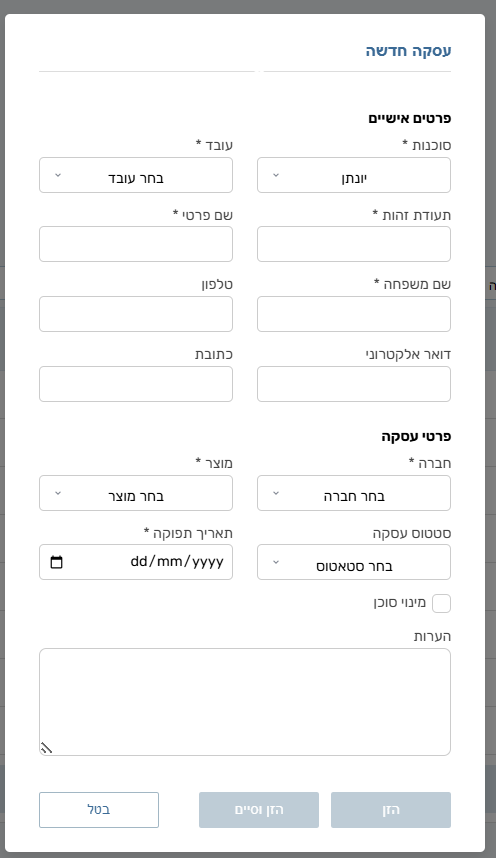 עסקה חדשה
פרטים אישיים
סוכנות * עובד *
יונתן בחר עובד
תעודת זהות * שם פרטי *
שם משפחה * טלפון
דואר אלקטרוני כתובת
פרטי עסקה
חברה * מוצר *
בחר חברה בחר מוצר
סטטוס עסקה תאריך תפוקה *
בחר סטאטוס dd/mm/yyyy
מינוי סוכן
הערות
הזן הזן וסיים בטל